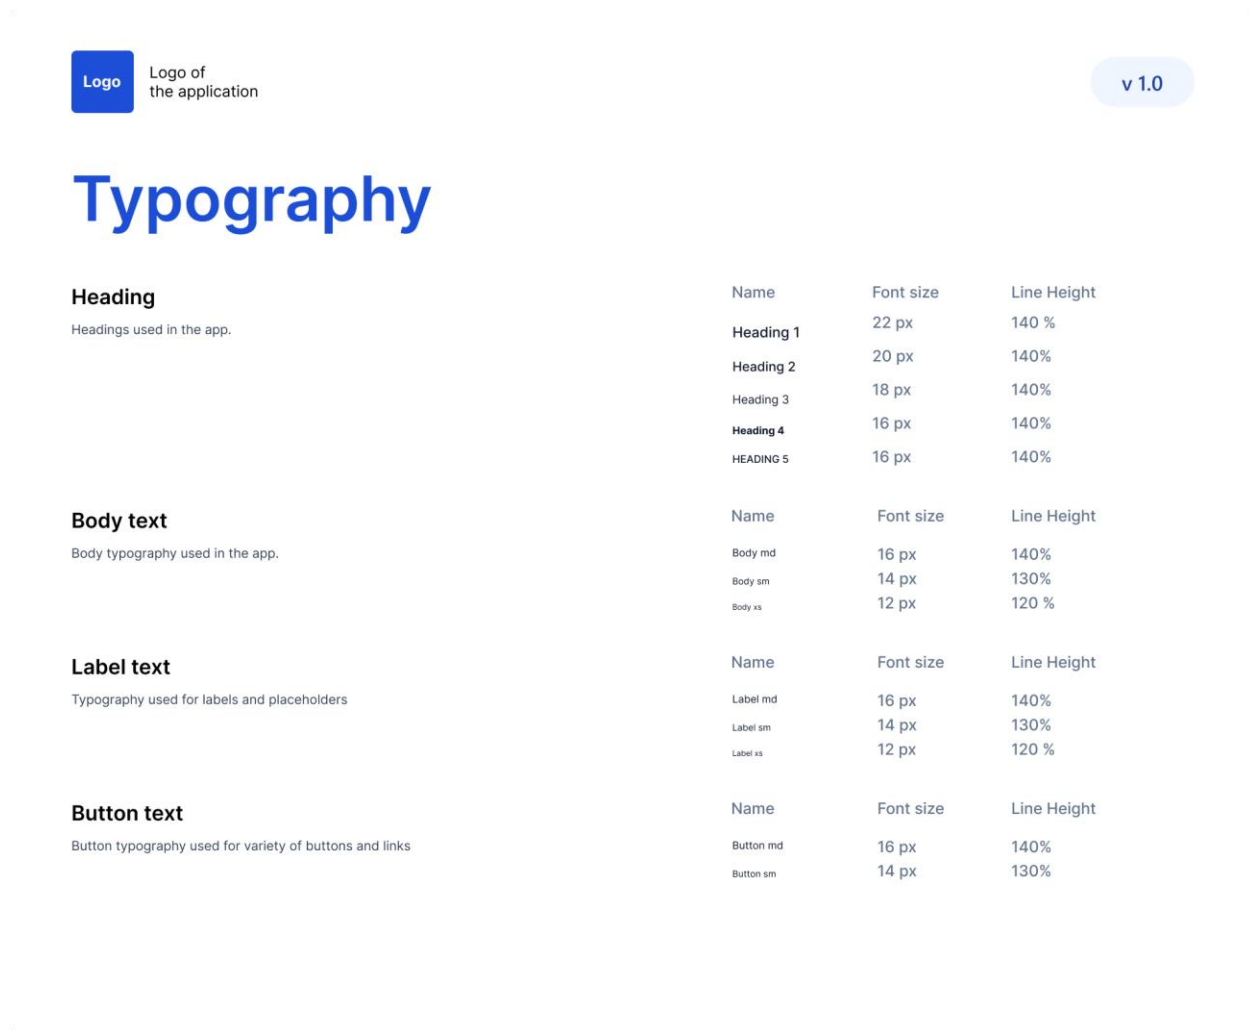 Logo
Logo of
the application
v 1.0
Typography
Heading
Headings used in the app.
Name Font size Line Height
Heading 1 22 px 140 %
Heading 2 20 px 140%
Heading 3 18 px 140%
Heading 4 16 px 140%
HEADING 5 16 px 140%
Body text
Body typography used in the app.
Name Font size Line Height
Body md 16 px 140%
Body sm 14 px 130%
Body xs 12 px 120 %
Label text
Typography used for labels and placeholders
Name Font size Line Height
Label md 16 px 140%
Label sm 14 px 130%
Label xs 12 px 120 %
Button text
Button typography used for variety of buttons and links
Name Font size Line Height
Button md 16 px 140%
Button sm 14 px 130%